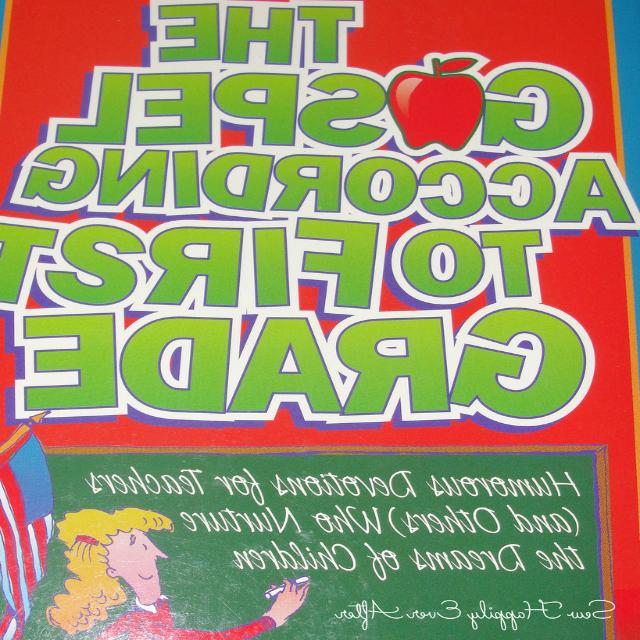 THE
GOSPEL
ACCORDING
TO FIRST
GRADE
Humorous Devotions for Teachers
(and Others) Who Nurture
the Dreams of Children
Sew Happily Ever After